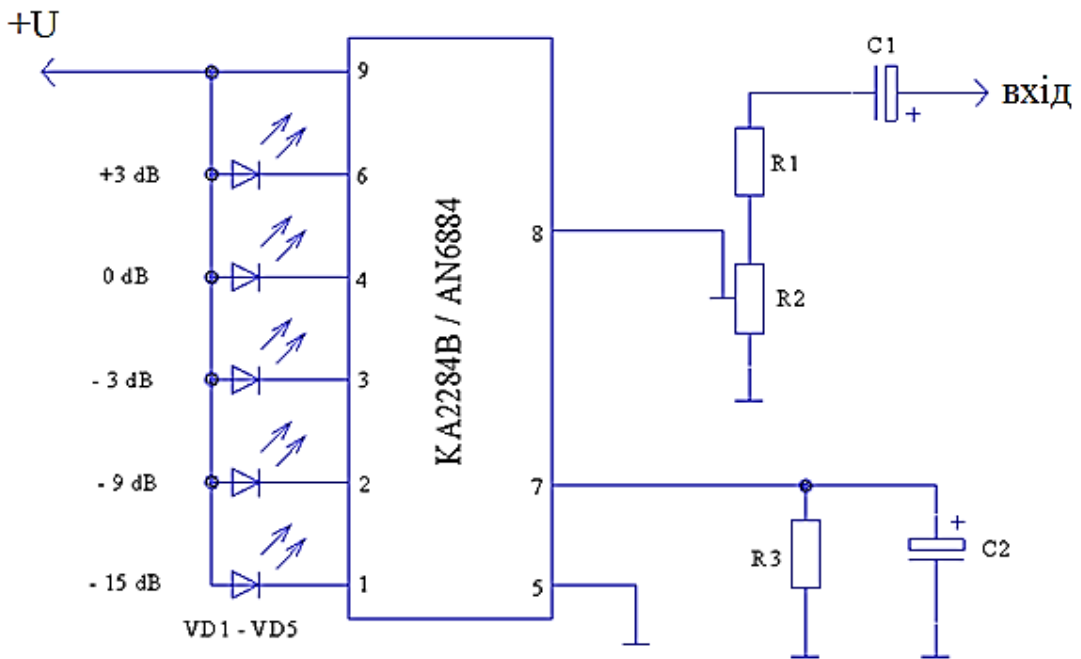 +U
9
C1
+
вхід
R1
+3 dB
6
8
0 dB
4
R2
KA2284B / AN6884
- 3 dB
3
- 9 dB
2
7
+
R3
C2
- 15 dB
1
5
VD1 - VD5